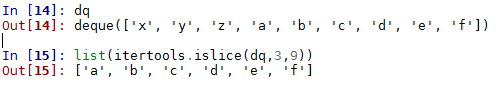 In [14]: dq
Out[14]: deque(['x', 'y', 'z', 'a', 'b', 'c', 'd', 'e', 'f'])
In [15]: list(itertools.islice(dq,3,9))
Out[15]: ['a', 'b', 'c', 'd', 'e', 'f']